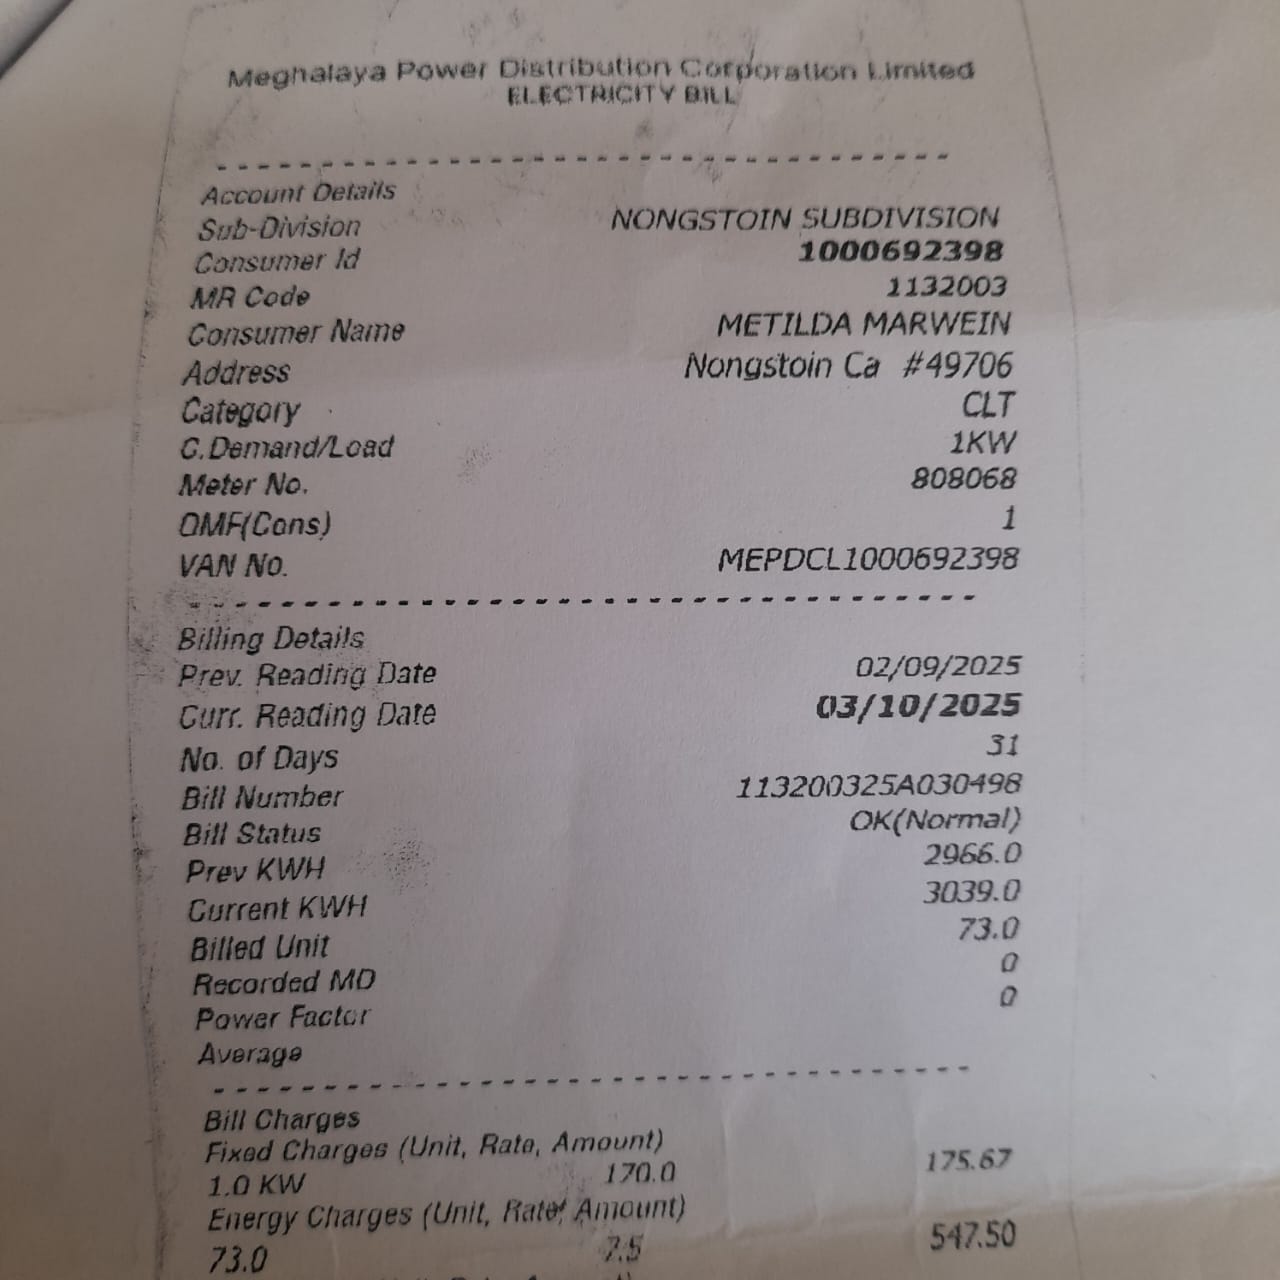 Meghalaya Power Distribution Corporation Limited
ELECTRICITY BILL
Account Details
Sub-Division NONGSTOIN SUBDIVISION
Consumer Id 1000692398
MR Code 1132003
Consumer Name METILDA MARWEIN
Address Nongstoin Ca #49706
Category CLT
C.Demand/Load 1KW
Meter No. 808068
OMF(Cons) 1
VAN No. MEPDCL1000692398
Billing Details
Prev. Reading Date 02/09/2025
Curr. Reading Date 03/10/2025
No. of Days 31
Bill Number 113200325A030498
Bill Status OK(Normal)
Prev KWH 2966.0
Current KWH 3039.0
Billed Unit 73.0
Recorded MD 0
Power Factor 0
Average
Bill Charges
Fixed Charges (Unit, Rate, Amount)
1.0 KW 170.0 175.67
Energy Charges (Unit, Rate, Amount)
73.0 7.5 547.50